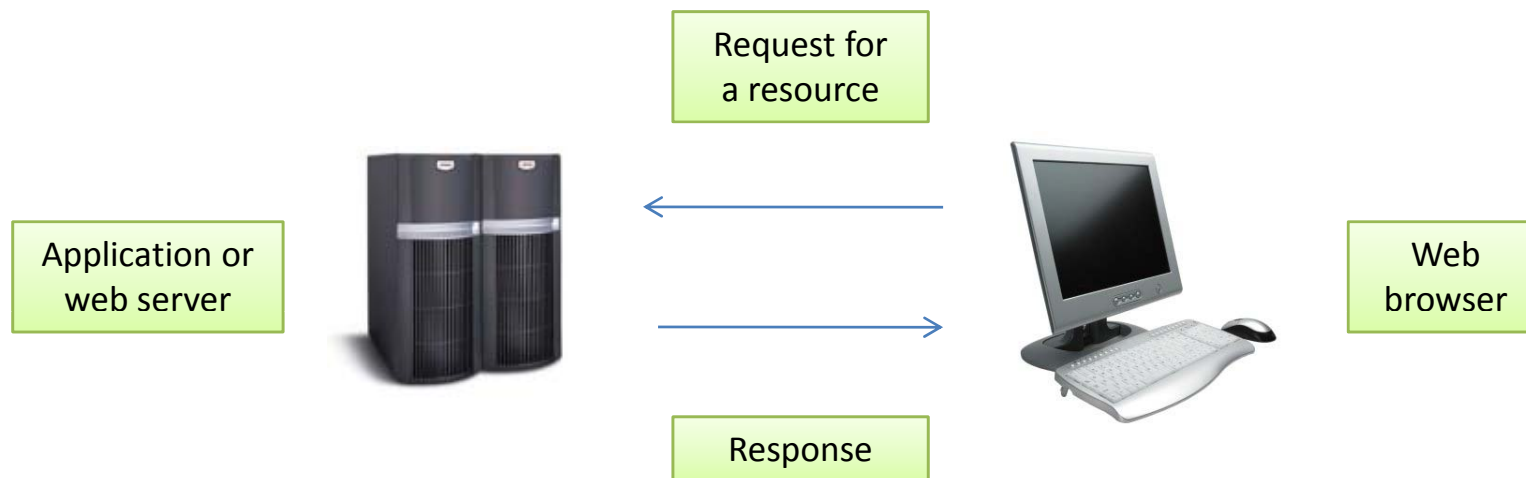 Request for
a resource
Application or
web server
Web
browser
Response